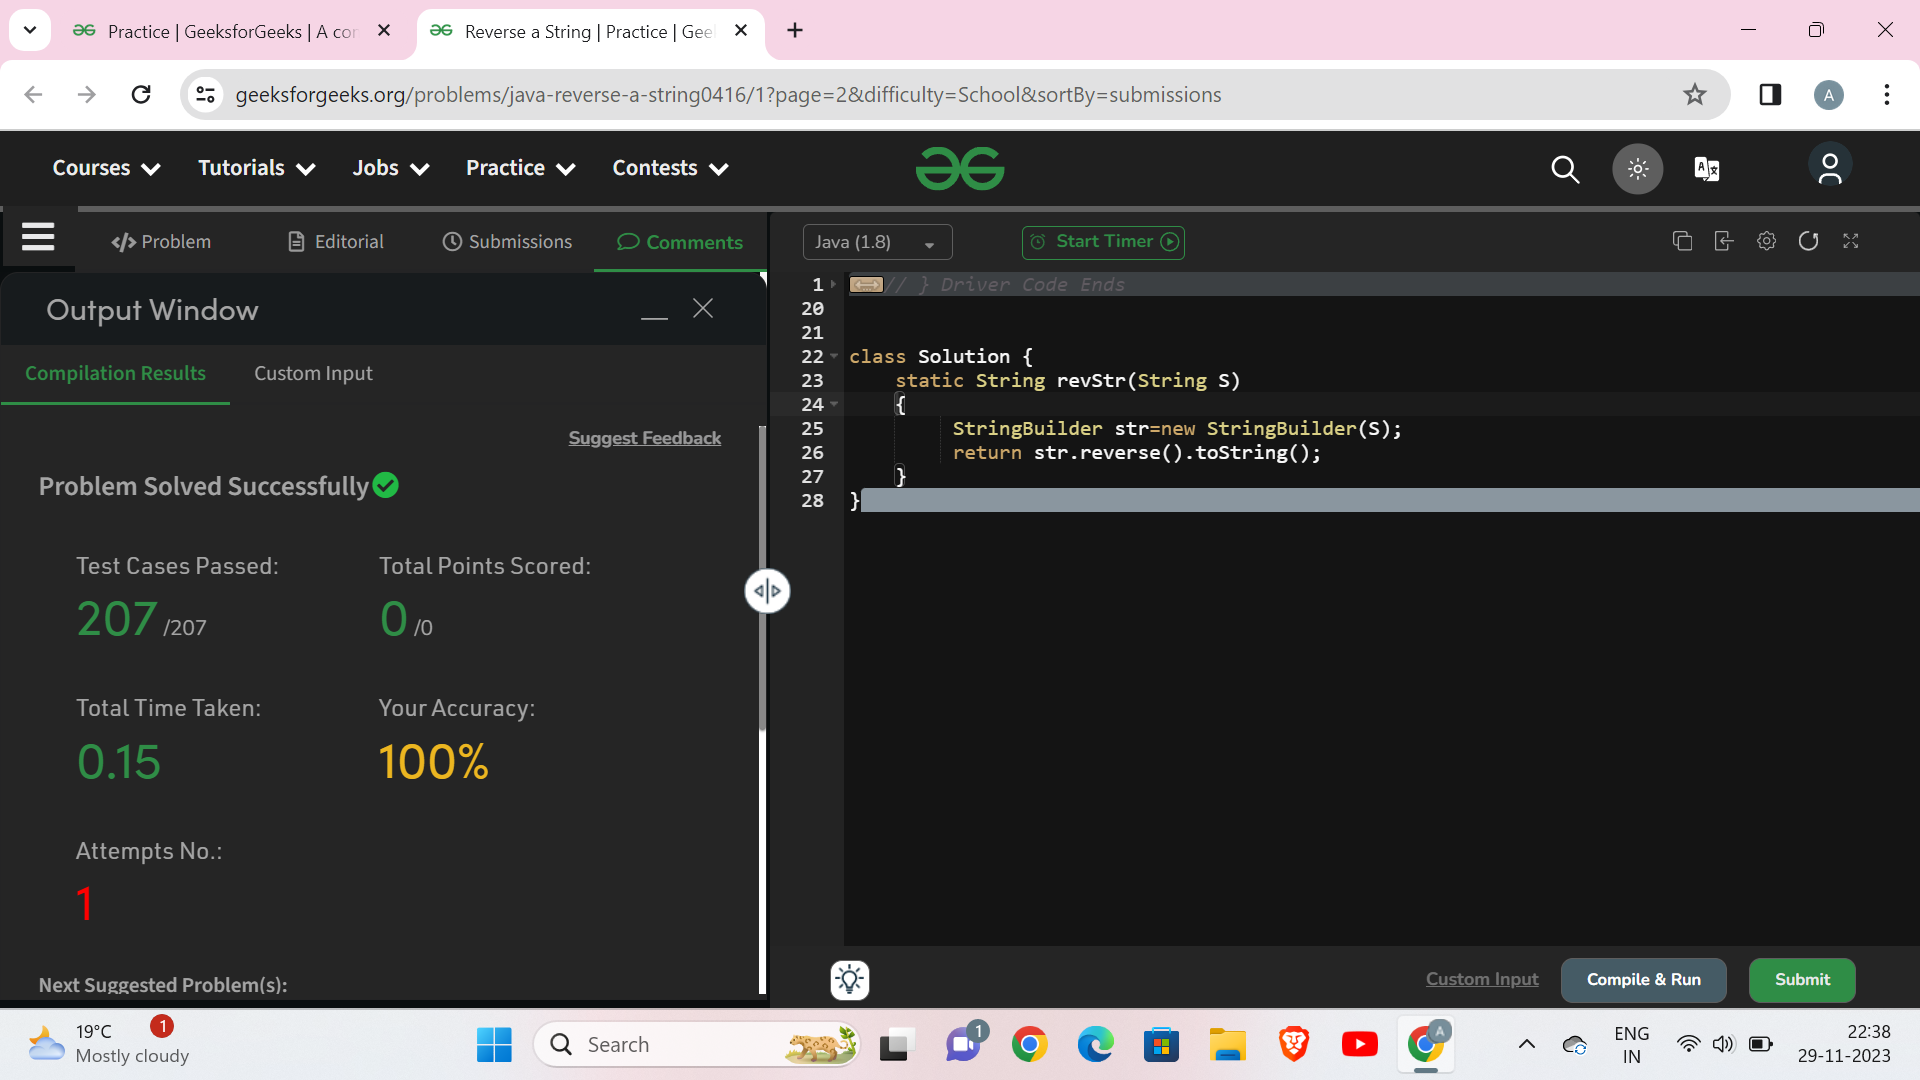 Practice | GeeksforGeeks | A co
Reverse a String | Practice | Gee
geeksforgeeks.org/problems/java-reverse-a-string0416/1?page=2&difficulty=School&sortBy=submissions
A
Courses
Tutorials
Jobs
Practice
Contests
Problem
Editorial
Submissions
Comments
Java (1.8)
Start Timer
Output Window
Compilation Results
Custom Input
Suggest Feedback
Problem Solved Successfully
Test Cases Passed:
Total Points Scored:
207 /207
0 /0
Total Time Taken:
Your Accuracy:
0.15
100%
Attempts No.:
1
Next Suggested Problem(s):
1 // } Driver Code Ends
20
21
22 class Solution {
23 static String revStr(String S)
24 {
25 StringBuilder str=new StringBuilder(S);
26 return str.reverse().toString();
27 }
28 }
Custom Input
Compile & Run
Submit
19°C
1
Mostly cloudy
Search
1
A
ENG
IN
22:38
29-11-2023